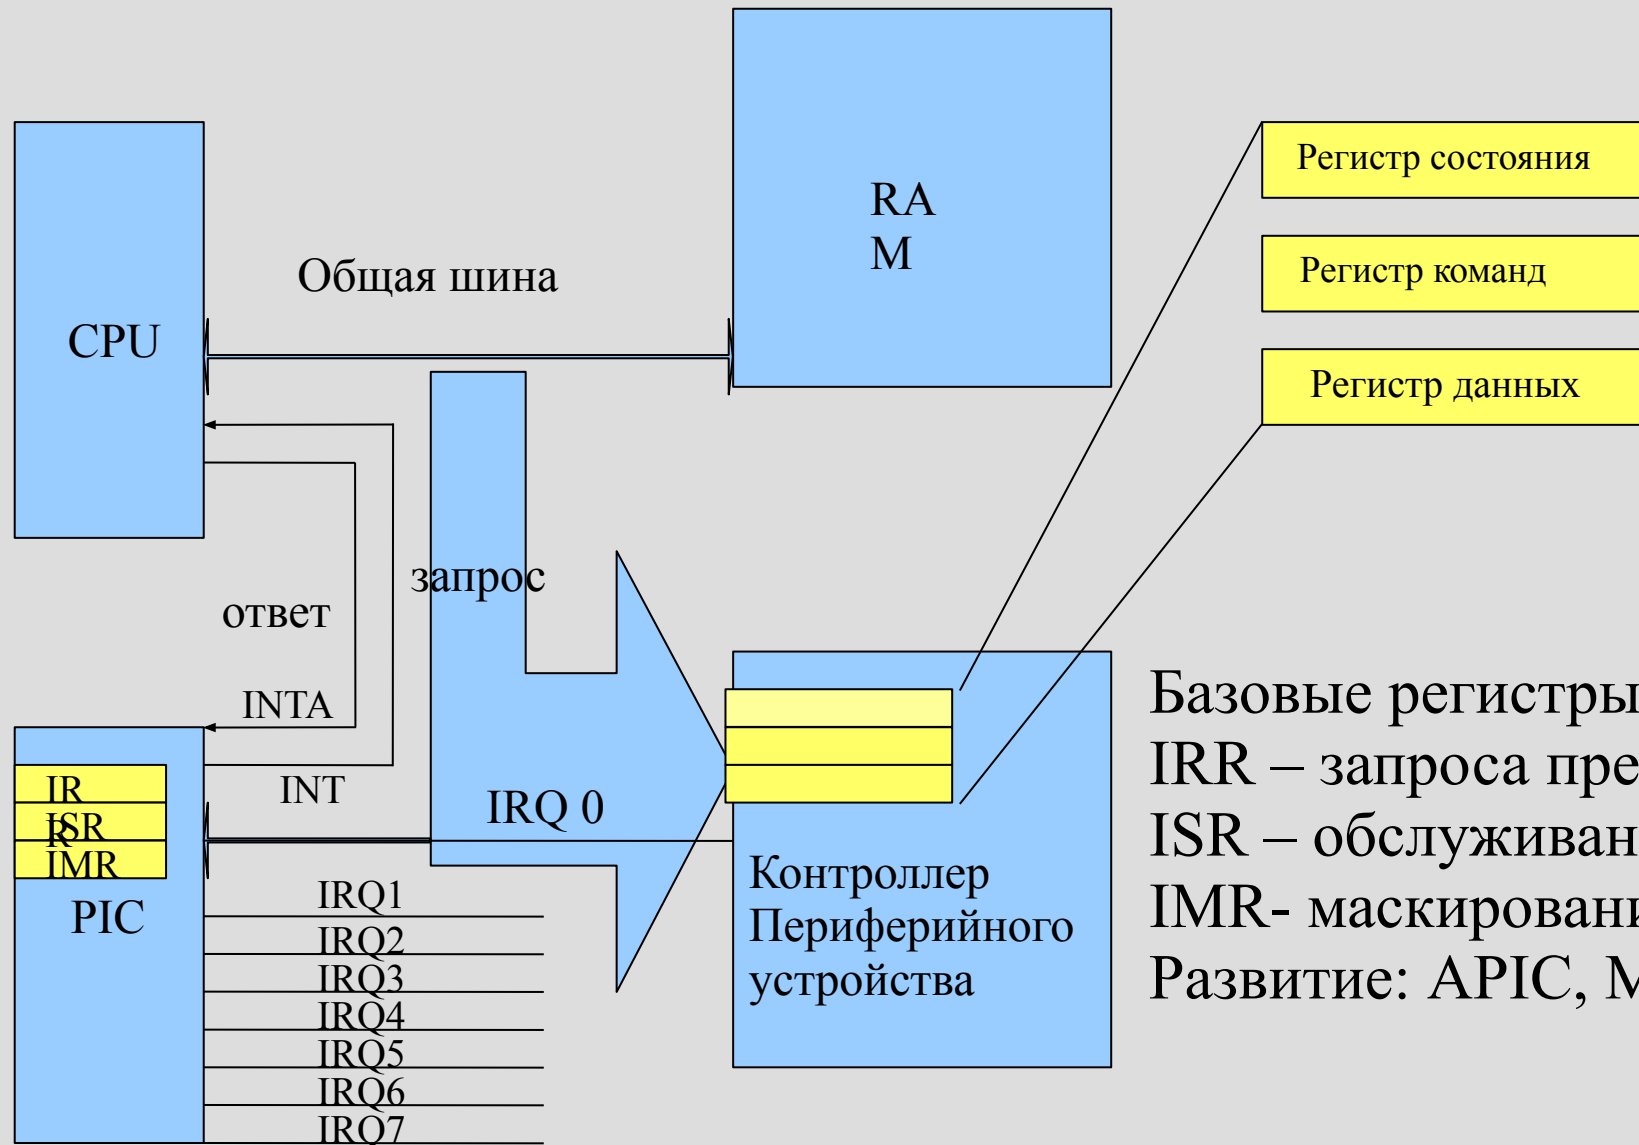 RA
M
Общая шина
CPU
Регистр состояния
Регистр команд
Регистр данных
запрос
ответ
INTA
INT
IR
R
ISR
IMR
PIC
IRQ 0
IRQ1
IRQ2
IRQ3
IRQ4
IRQ5
IRQ6
IRQ7
Контроллер
Периферийного
устройства
Базовые регистры
IRR – запроса пре
ISR – обслуживан
IMR- маскировани
Развитие: APIC, M